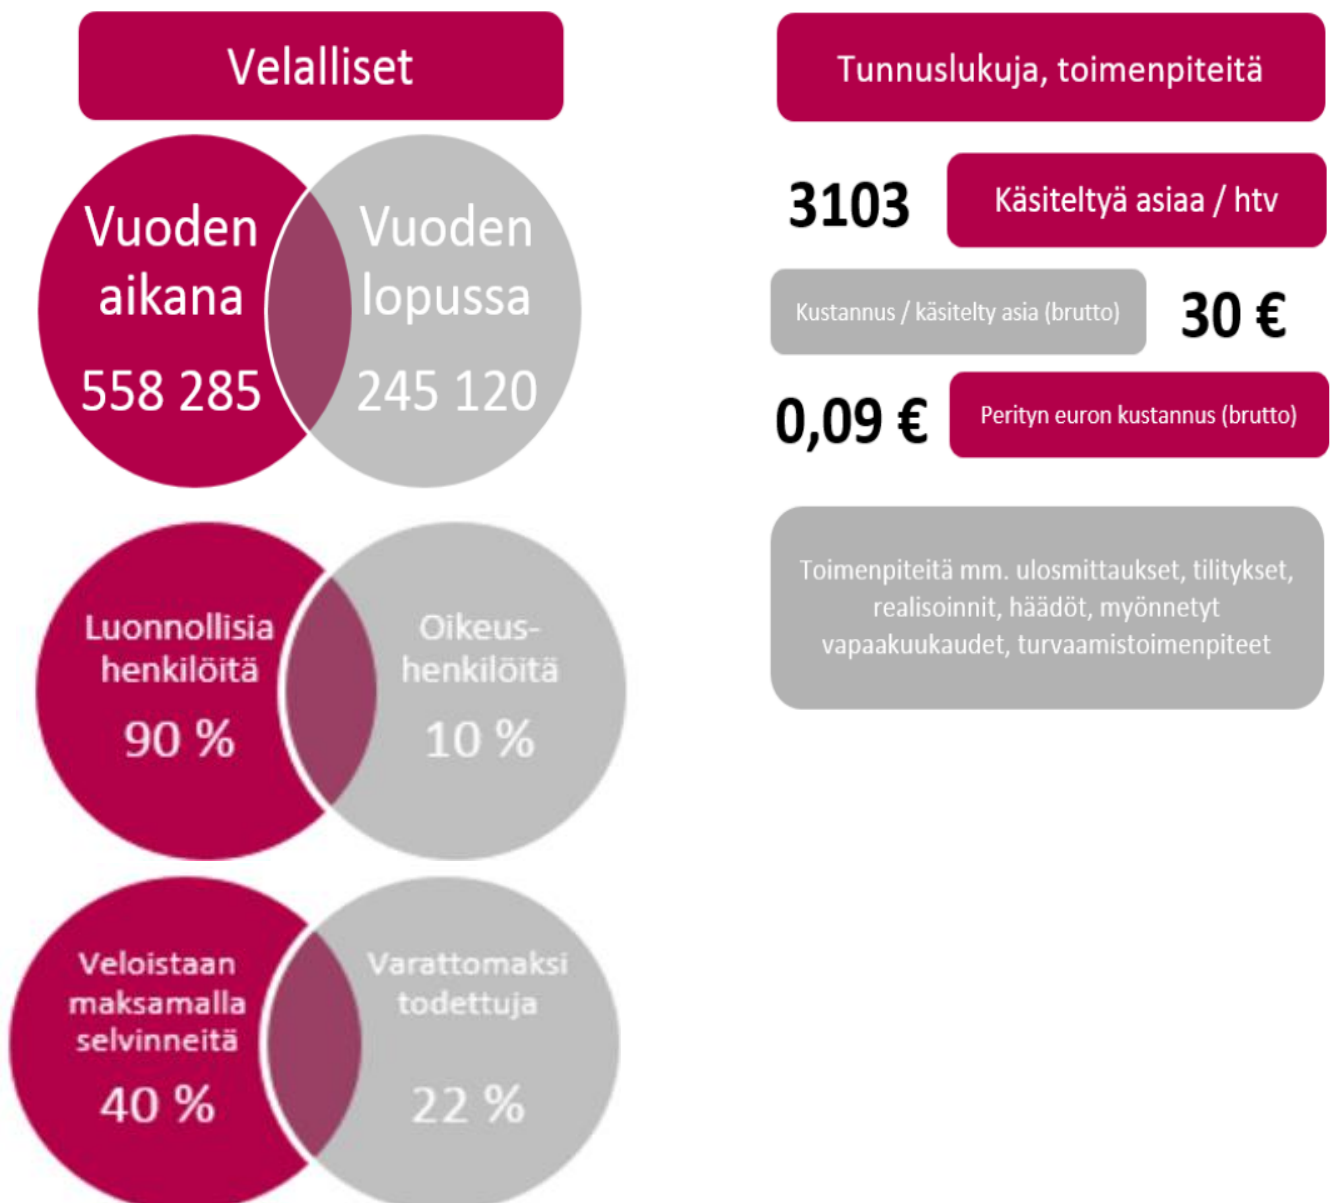 Velalliset
Vuoden
aikana
558 285
Vuoden
lopussa
245 120
Luonnollisia
henkilöitä
90 %
Oikeus-
henkilöitä
10 %
Veloistaan
maksamalla
selvinneitä
40 %
Varattomaksi
todettuja
22 %
Tunnuslukuja, toimenpiteitä
3103
Käsiteltyä asiaa / htv
Kustannus / käsitelty asia (brutto)
30 €
0,09 €
Perityn euron kustannus (brutto)
Toimenpiteitä mm. ulosmittaukset, tilitykset,
realisoinnit, häädöt, myönnetyt
vapaakuukaudet, turvaamistoimenpiteet